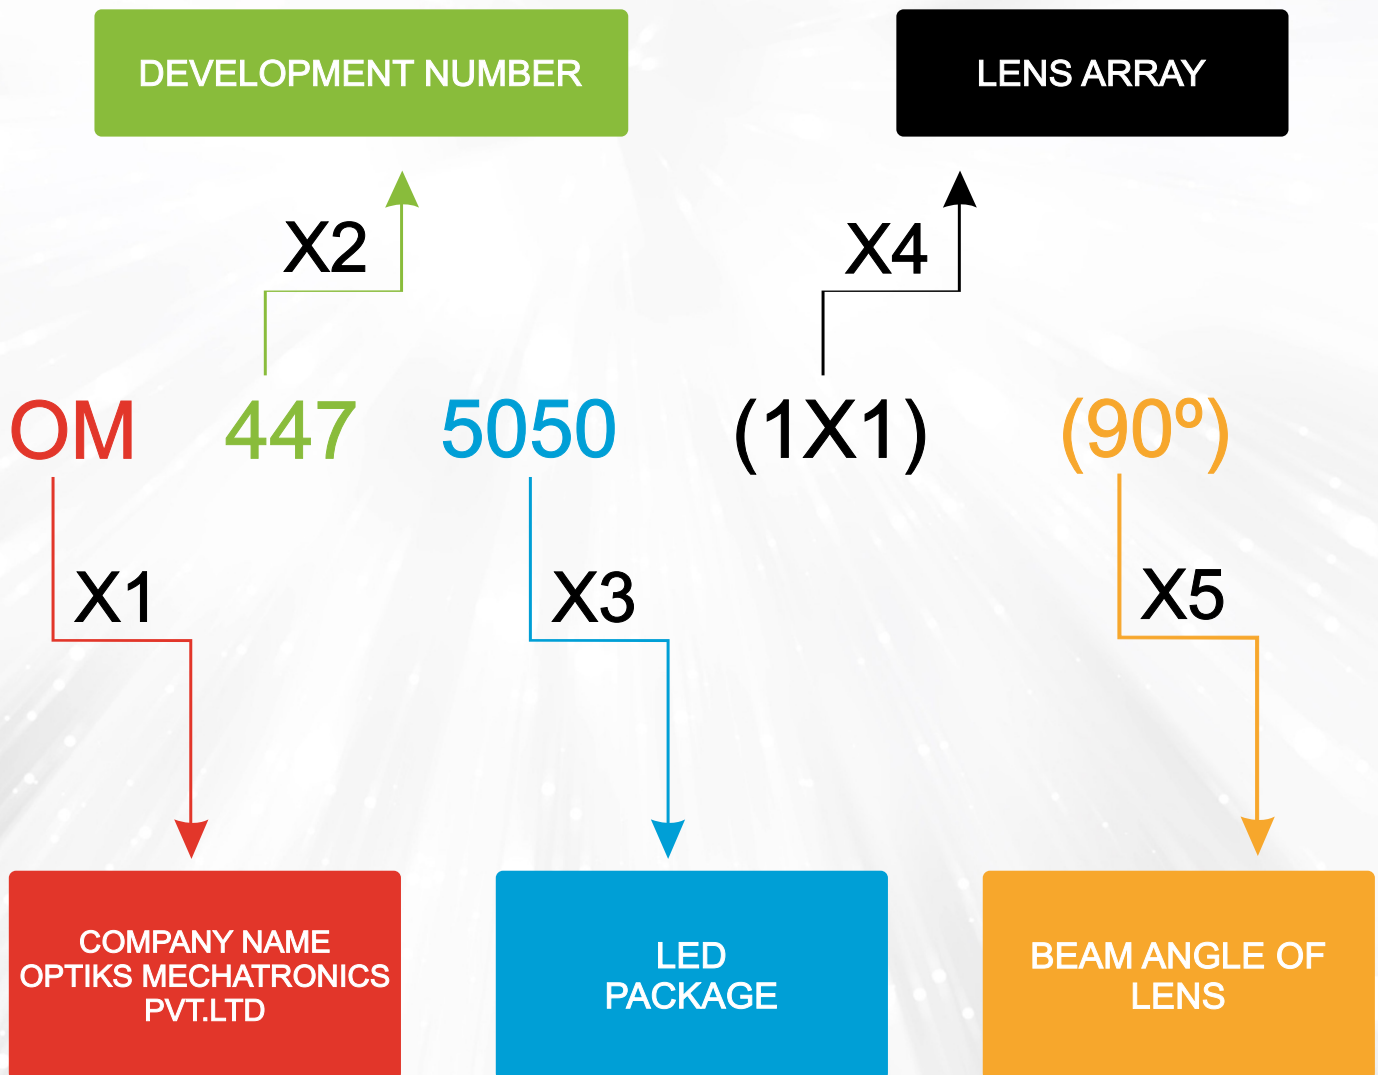 DEVELOPMENT NUMBER
LENS ARRAY
X2
X4
OM 447 5050 (1X1) (90º)
X1
X3
X5
COMPANY NAME
OPTIKS MECHATRONICS
PVT.LTD
LED
PACKAGE
BEAM ANGLE OF
LENS